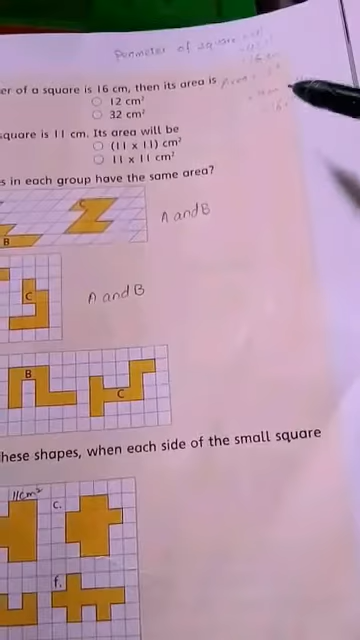 Perimeter of square
er of a square is 16 cm, then its area is
12 cm²
32 cm²
square is 11 cm. Its area will be
(11 x 11) cm²
11 x 11 cm²
s in each group have the same area?
C
B
A and B
C
A and B
B
C
hese shapes, when each side of the small square
11cm²
c.
f.